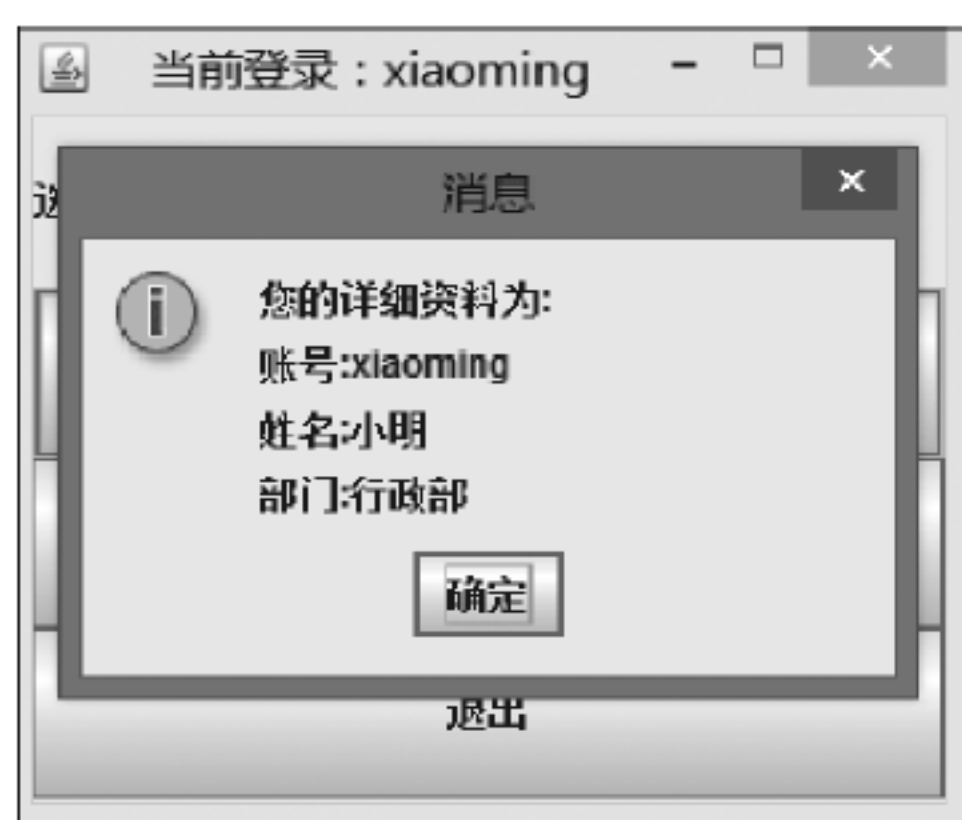 当前登录：xiaoming
消息
您的详细资料为:
账号:xiaoming
姓名:小明
部门:行政部
确定
退出